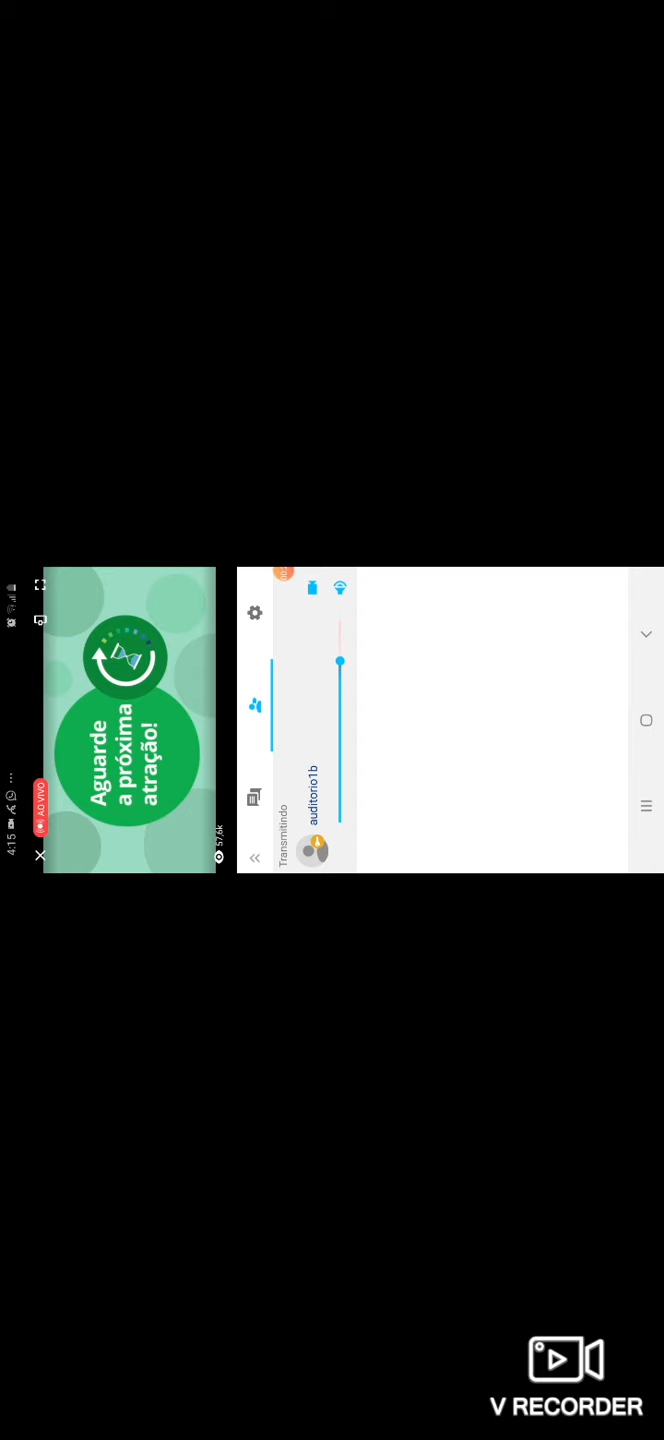 4:15
AO VIVO
Aguarde
a próxima
atração!
57,6k
Transmitindo
auditorio1b
V RECORDER